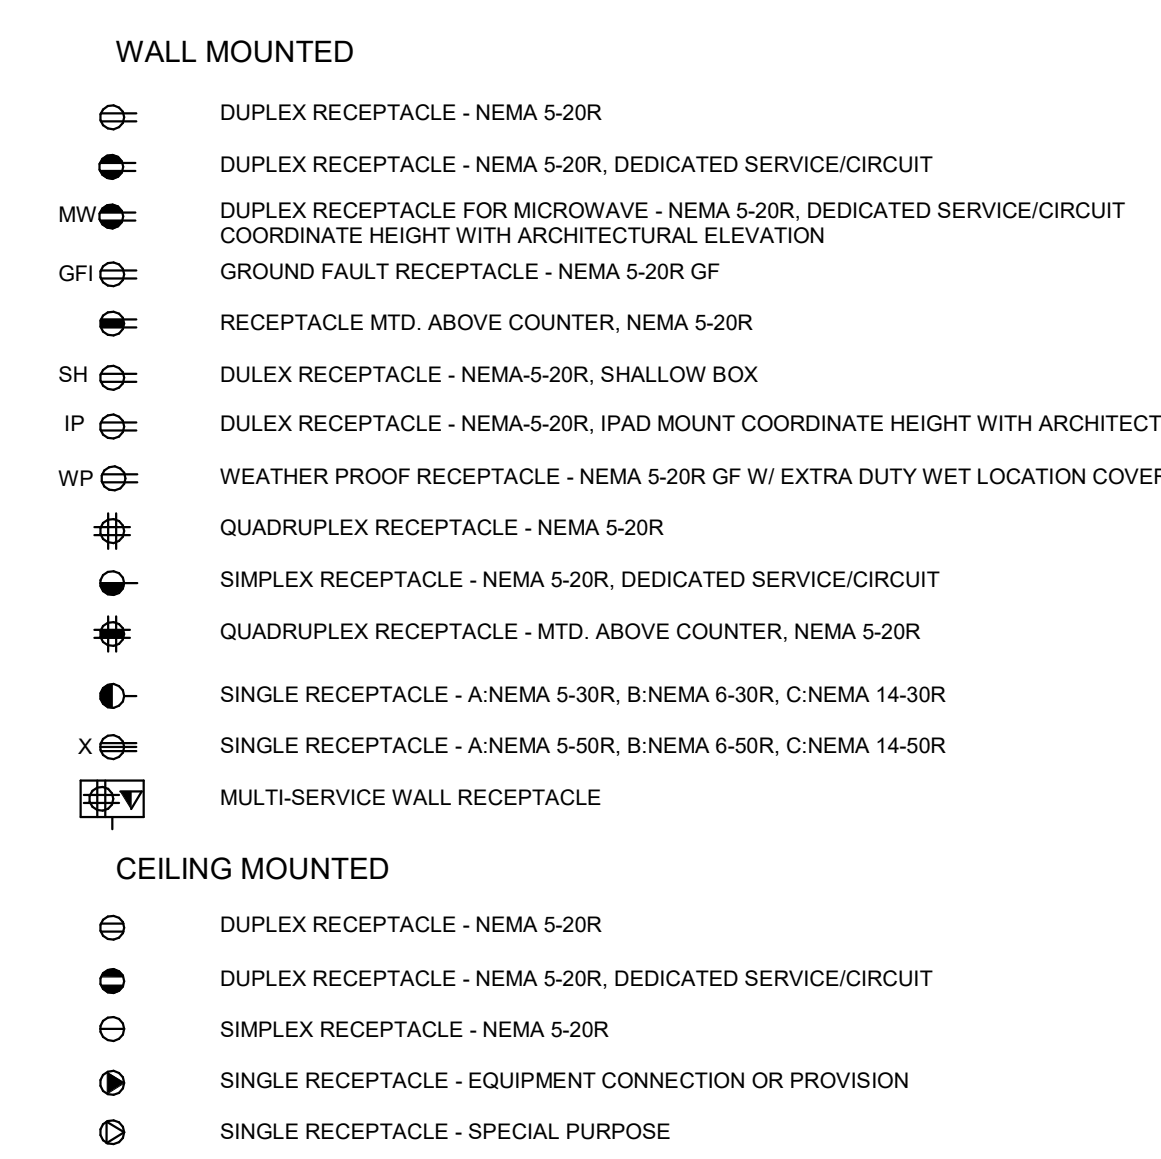 WALL MOUNTED
DUPLEX RECEPTACLE - NEMA 5-20R
DUPLEX RECEPTACLE - NEMA 5-20R, DEDICATED SERVICE/CIRCUIT
MW DUPLEX RECEPTACLE FOR MICROWAVE - NEMA 5-20R, DEDICATED SERVICE/CIRCUIT
COORDINATE HEIGHT WITH ARCHITECTURAL ELEVATION
GFI GROUND FAULT RECEPTACLE - NEMA 5-20R GF
RECEPTACLE MTD. ABOVE COUNTER, NEMA 5-20R
SH DULEX RECEPTACLE - NEMA-5-20R, SHALLOW BOX
IP DULEX RECEPTACLE - NEMA-5-20R, IPAD MOUNT COORDINATE HEIGHT WITH ARCHITECT
WP WEATHER PROOF RECEPTACLE - NEMA 5-20R GF W/ EXTRA DUTY WET LOCATION COVER
QUADRUPLEX RECEPTACLE - NEMA 5-20R
SIMPLEX RECEPTACLE - NEMA 5-20R, DEDICATED SERVICE/CIRCUIT
QUADRUPLEX RECEPTACLE - MTD. ABOVE COUNTER, NEMA 5-20R
SINGLE RECEPTACLE - A:NEMA 5-30R, B:NEMA 6-30R, C:NEMA 14-30R
X SINGLE RECEPTACLE - A:NEMA 5-50R, B:NEMA 6-50R, C:NEMA 14-50R
MULTI-SERVICE WALL RECEPTACLE
CEILING MOUNTED
DUPLEX RECEPTACLE - NEMA 5-20R
DUPLEX RECEPTACLE - NEMA 5-20R, DEDICATED SERVICE/CIRCUIT
SIMPLEX RECEPTACLE - NEMA 5-20R
SINGLE RECEPTACLE - EQUIPMENT CONNECTION OR PROVISION
SINGLE RECEPTACLE - SPECIAL PURPOSE